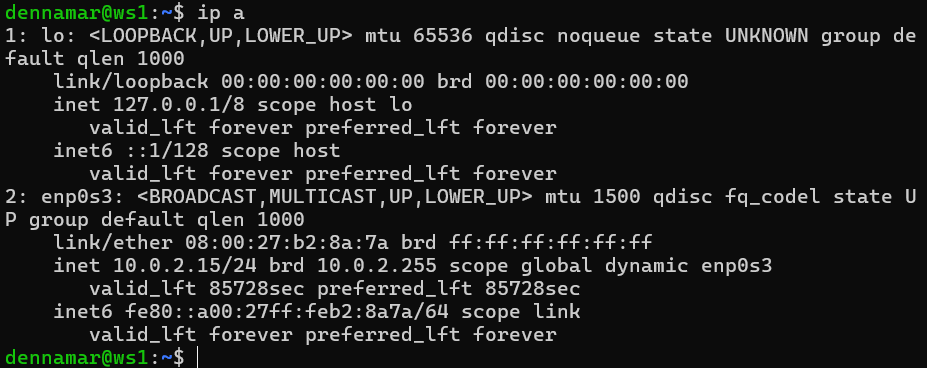 dennamar@ws1:~$ ip a
1: lo: <LOOPBACK,UP,LOWER_UP> mtu 65536 qdisc noqueue state UNKNOWN group de
fault qlen 1000
    link/loopback 00:00:00:00:00:00 brd 00:00:00:00:00:00
    inet 127.0.0.1/8 scope host lo
       valid_lft forever preferred_lft forever
    inet6 ::1/128 scope host
       valid_lft forever preferred_lft forever
2: enp0s3: <BROADCAST,MULTICAST,UP,LOWER_UP> mtu 1500 qdisc fq_codel state U
P group default qlen 1000
    link/ether 08:00:27:b2:8a:7a brd ff:ff:ff:ff:ff:ff
    inet 10.0.2.15/24 brd 10.0.2.255 scope global dynamic enp0s3
       valid_lft 85728sec preferred_lft 85728sec
    inet6 fe80::a00:27ff:feb2:8a7a/64 scope link
       valid_lft forever preferred_lft forever
dennamar@ws1:~$